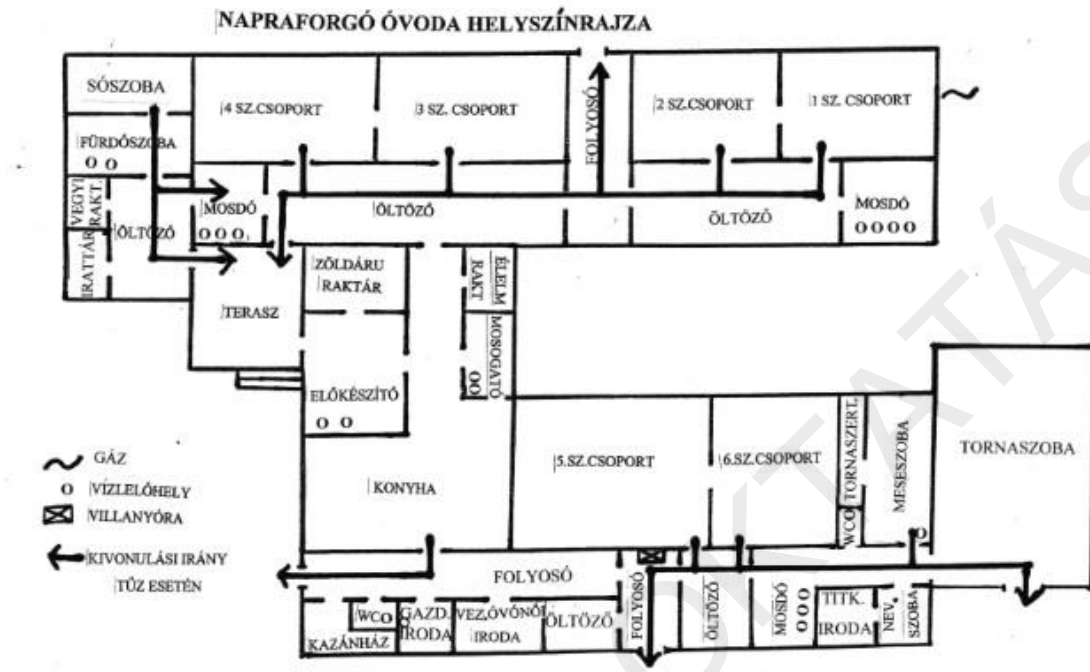 NAPRAFORGÓ ÓVODA HELYSZÍNRAJZA
SÓSZOBA
4 SZ.CSOPORT
3 SZ. CSOPORT
FOLYOSÓ
2 SZ.CSOPORT
1 SZ. CSOPORT
FÜRDŐSZOBA
VEGYI
RAKT.
IRATTÁR
ÖLTÖZŐ
MOSDÓ
ÖLTÖZŐ
ÖLTÖZŐ
MOSDÓ
ZÖLDÁRU
RAKTÁR
ÉLELM
RAKT
TERASZ
MOSOGATÓ
ELŐKÉSZÍTŐ
KONYHA
5.SZ.CSOPORT
6.SZ.CSOPORT
TORNASZERT.
WC
MESESZOBA
TORNASZOBA
GÁZ
VÍZLELŐHELY
VILLANYÓRA
KIVONULÁSI IRÁNY
TŰZ ESETÉN
FOLYOSÓ
WC
KAZÁNHÁZ
GAZD.
IRODA
VEZ.ÓVÓNŐI
IRODA
ÖLTÖZŐ
FOLYOSÓ
ÖLTÖZŐ
MOSDÓ
TITK.
IRODA
NEV.
SZOBA
OKTATÁS